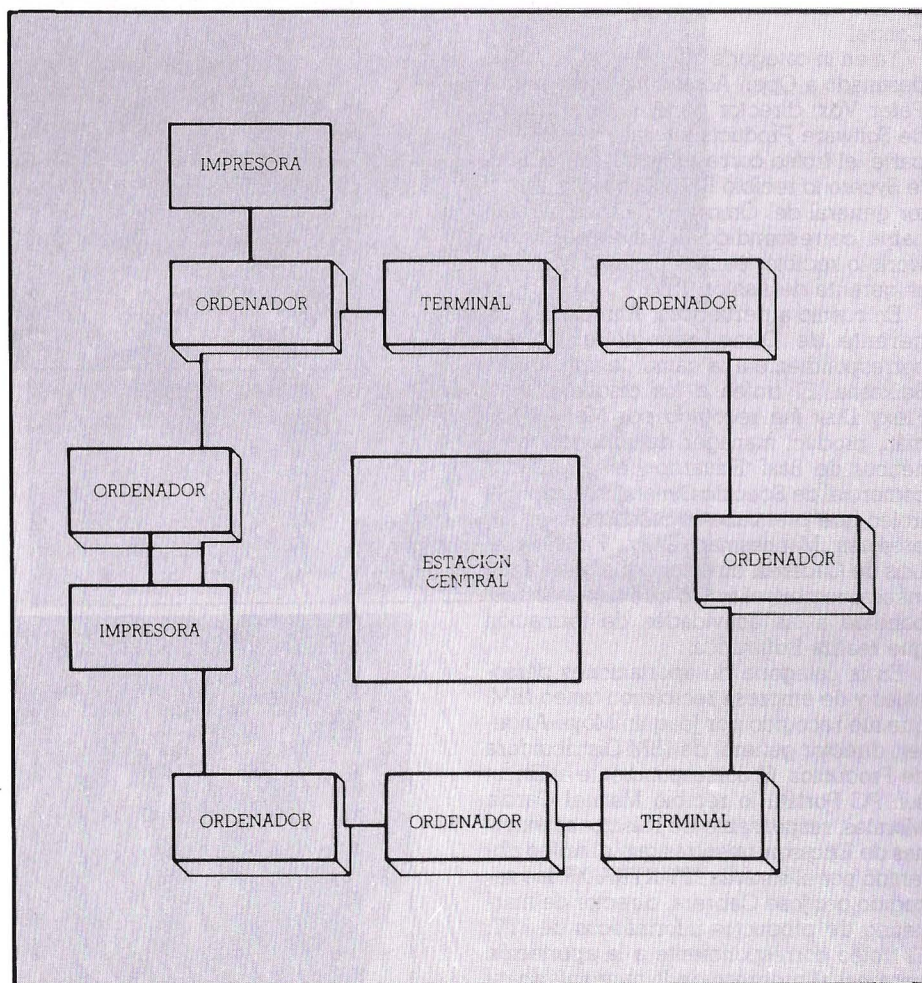 IMPRESORA
ORDENADOR
TERMINAL
ORDENADOR
ORDENADOR
ESTACION
CENTRAL
ORDENADOR
IMPRESORA
ORDENADOR
ORDENADOR
TERMINAL